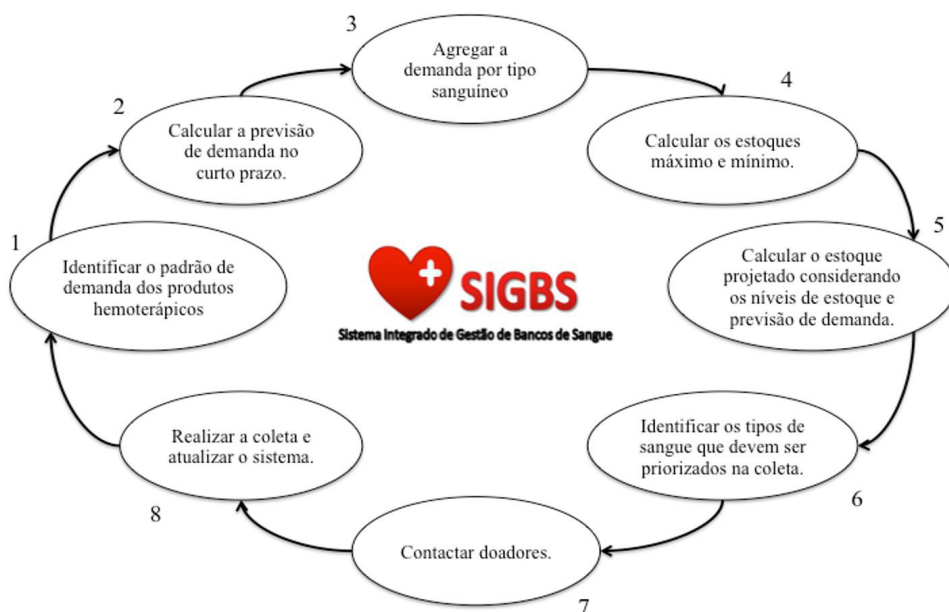 1
Identificar o padrão de
demanda dos produtos
hemoterápicos
2
Calcular a previsão
de demanda no
curto prazo.
3
Agregar a
demanda por tipo
sanguíneo
4
Calcular os estoques
máximo e mínimo.
5
Calcular o estoque
projetado considerando
os níveis de estoque e
previsão de demanda.
6
Identificar os tipos de
sangue que devem ser
priorizados na coleta.
7
Contactar doadores.
8
Realizar a coleta e
atualizar o sistema.
SIGBS
Sistema Integrado de Gestão de Bancos de Sangue